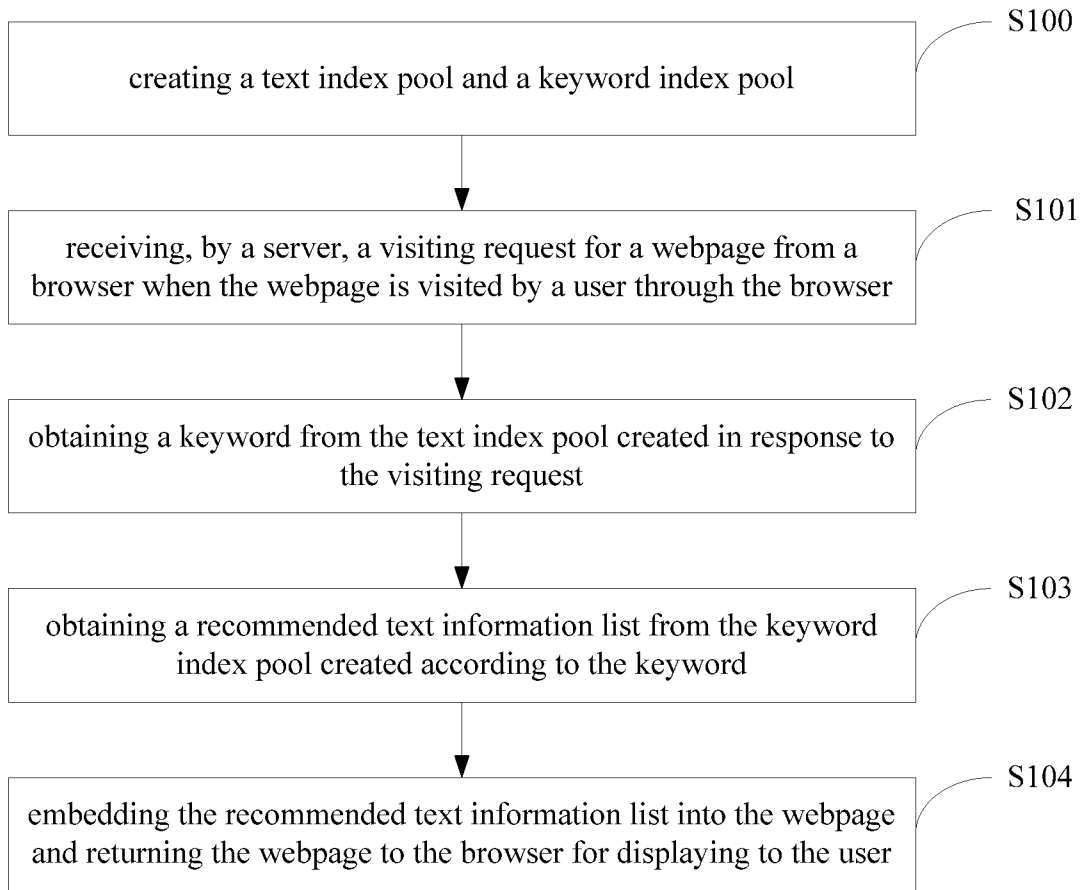 S100
creating a text index pool and a keyword index pool
S101
receiving, by a server, a visiting request for a webpage from a
browser when the webpage is visited by a user through the browser
S102
obtaining a keyword from the text index pool created in response to
the visiting request
S103
obtaining a recommended text information list from the keyword
index pool created according to the keyword
S104
embedding the recommended text information list into the webpage
and returning the webpage to the browser for displaying to the user